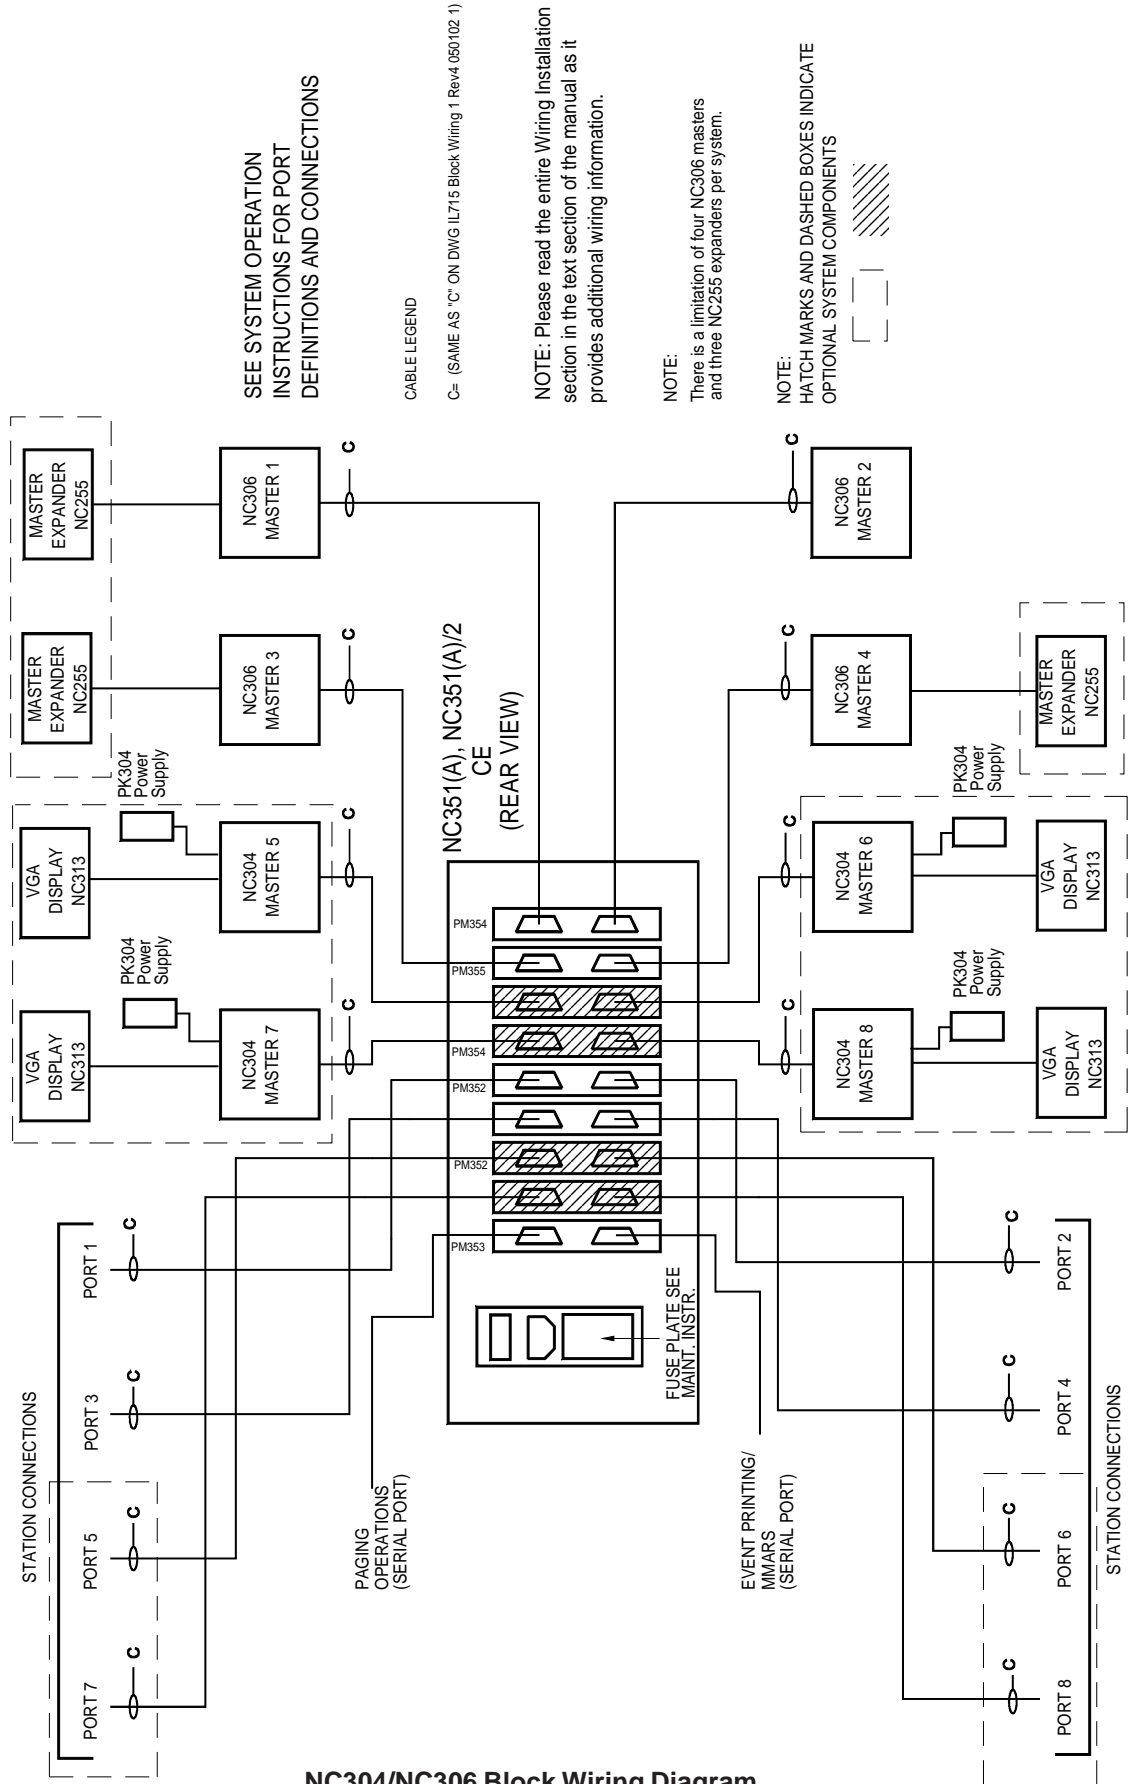 SEE SYSTEM OPERATION
INSTRUCTIONS FOR PORT
DEFINITIONS AND CONNECTIONS
CABLE LEGEND
C= (SAME AS "C" ON DWG IL715 Block Wiring 1 Rev4 050102 1)
NOTE: Please read the entire Wiring Installation
section in the text section of the manual as it
provides additional wiring information.
NOTE:
There is a limitation of four NC306 masters
and three NC255 expanders per system.
NOTE:
HATCH MARKS AND DASHED BOXES INDICATE
OPTIONAL SYSTEM COMPONENTS
MASTER
EXPANDER
NC255
MASTER
EXPANDER
NC255
NC306
MASTER 1
C
NC306
MASTER 3
C
VGA
DISPLAY
NC313
PK304
Power
Supply
NC304
MASTER 5
C
VGA
DISPLAY
NC313
PK304
Power
Supply
NC304
MASTER 7
C
NC351(A), NC351(A)/2
CE
(REAR VIEW)
PM354
PM355
PM354
PM352
PM352
PM353
FUSE PLATE SEE
MAINT. INSTR.
C
NC306
MASTER 2
C
NC306
MASTER 4
MASTER
EXPANDER
NC255
C
NC304
MASTER 6
PK304
Power
Supply
VGA
DISPLAY
NC313
C
NC304
MASTER 8
PK304
Power
Supply
VGA
DISPLAY
NC313
STATION CONNECTIONS
PORT 1
C
PORT 3
C
PORT 5
C
PORT 7
C
PAGING
OPERATIONS
(SERIAL PORT)
EVENT PRINTING/
MMARS
(SERIAL PORT)
C
PORT 2
C
PORT 4
C
PORT 6
C
PORT 8
STATION CONNECTIONS
NC304/NC306 Block Wiring Diagram